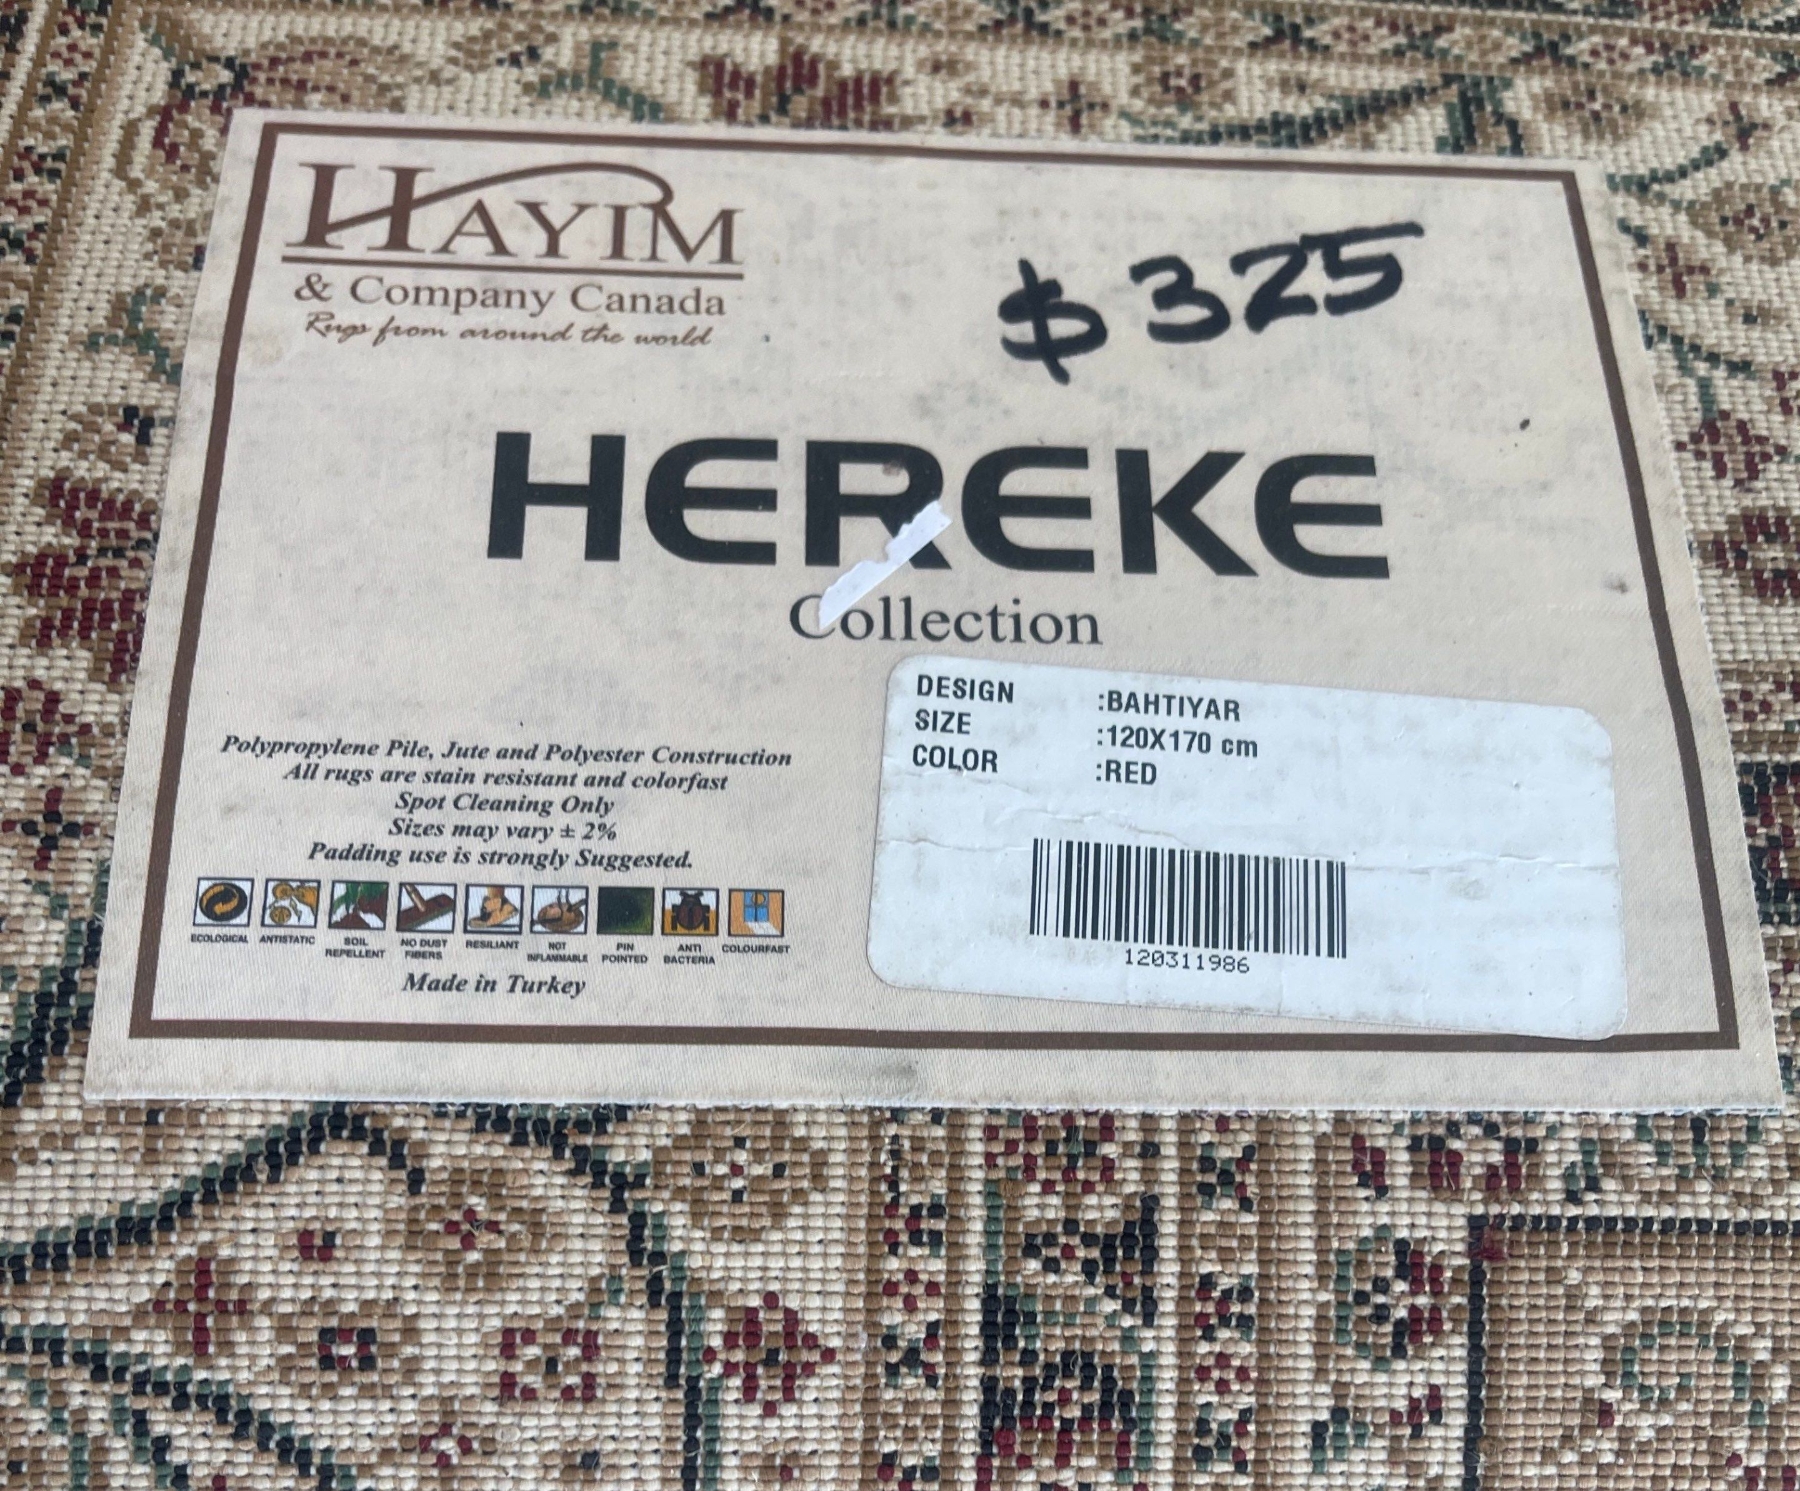 HAYIM
& Company Canada
Rugs from around the world
$325
HEREKE
Collection
DESIGN :BAHTIYAR
SIZE :120X170 cm
COLOR :RED
120311986
Polypropylene Pile, Jute and Polyester Construction
All rugs are stain resistant and colorfast
Spot Cleaning Only
Sizes may vary ± 2%
Padding use is strongly Suggested.
ECOLOGICAL
ANTISTATIC
SOIL
REPELLENT
NO DUST
FIBERS
RESILIANT
NOT
INFLAMMABLE
PIN
POINTED
ANTI
BACTERIA
COLOURFAST
Made in Turkey